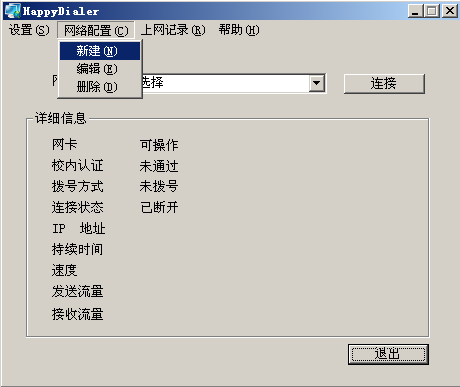 HappyDialer
设置(S) 网络配置(C) 上网记录(R) 帮助(H)
新建(N)
编辑(E)
删除(D)
选择 连接
详细信息
网卡 可操作
校内认证 未通过
拨号方式 未拨号
连接状态 已断开
IP 地址
持续时间
速度
发送流量
接收流量
退出